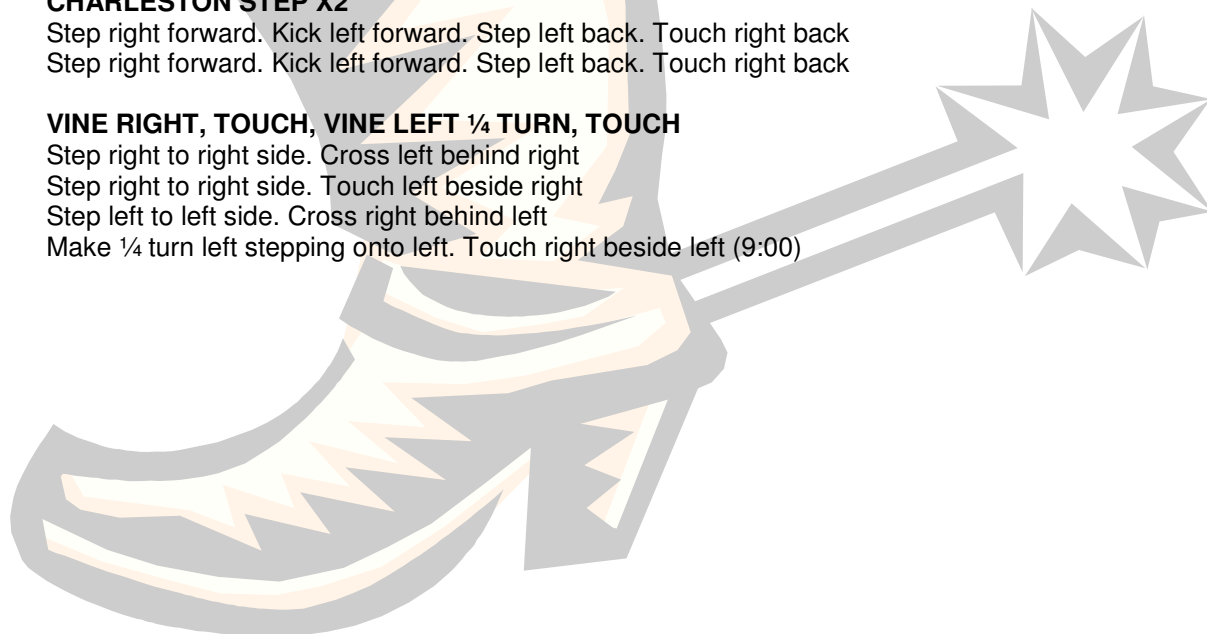 CHARLESTON STEP X2
Step right forward. Kick left forward. Step left back. Touch right back
Step right forward. Kick left forward. Step left back. Touch right back
VINE RIGHT, TOUCH, VINE LEFT ¼ TURN, TOUCH
Step right to right side. Cross left behind right
Step right to right side. Touch left beside right
Step left to left side. Cross right behind left
Make ¼ turn left stepping onto left. Touch right beside left (9:00)